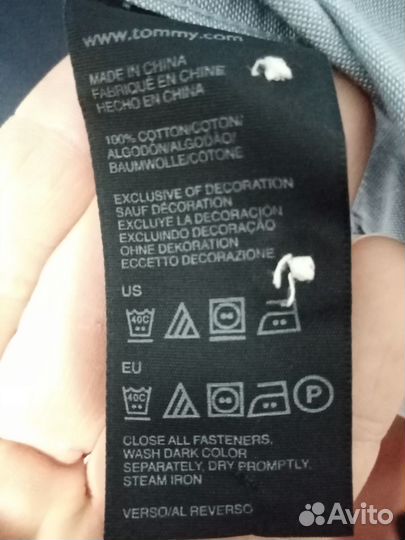 www.tommy.com
MADE IN CHINA
FABRIQUÉ EN CHINE
HECHO EN CHINA
100% COTTON/COTON/
ALGODÓN/ALGODÃO/
BAUMWOLLE/COTONE
EXCLUSIVE OF DECORATION
SAUF DÉCORATION
EXCLUYE LA DECORACIÓN
EXCLUINDO DECORAÇÃO
OHNE DEKORATION
ECCETTO DECORAZIONE
US
40C
EU
40C P
CLOSE ALL FASTENERS,
WASH DARK COLOR
SEPARATELY, DRY PROMPTLY.
STEAM IRON
VERSO/AL REVERSO
Avito